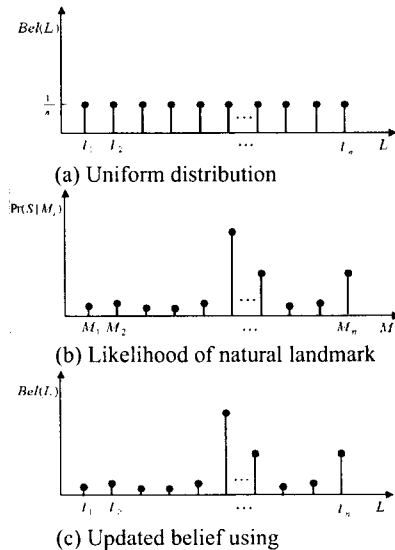 Bel(L)
1/n
...
l₁ l₂ ... lₙ L
(a) Uniform distribution
Pr(S | Mᵢ)
...
M₁ M₂ ... Mₙ M
(b) Likelihood of natural landmark
Bel(L)
...
l₁ l₂ ... lₙ L
(c) Updated belief using